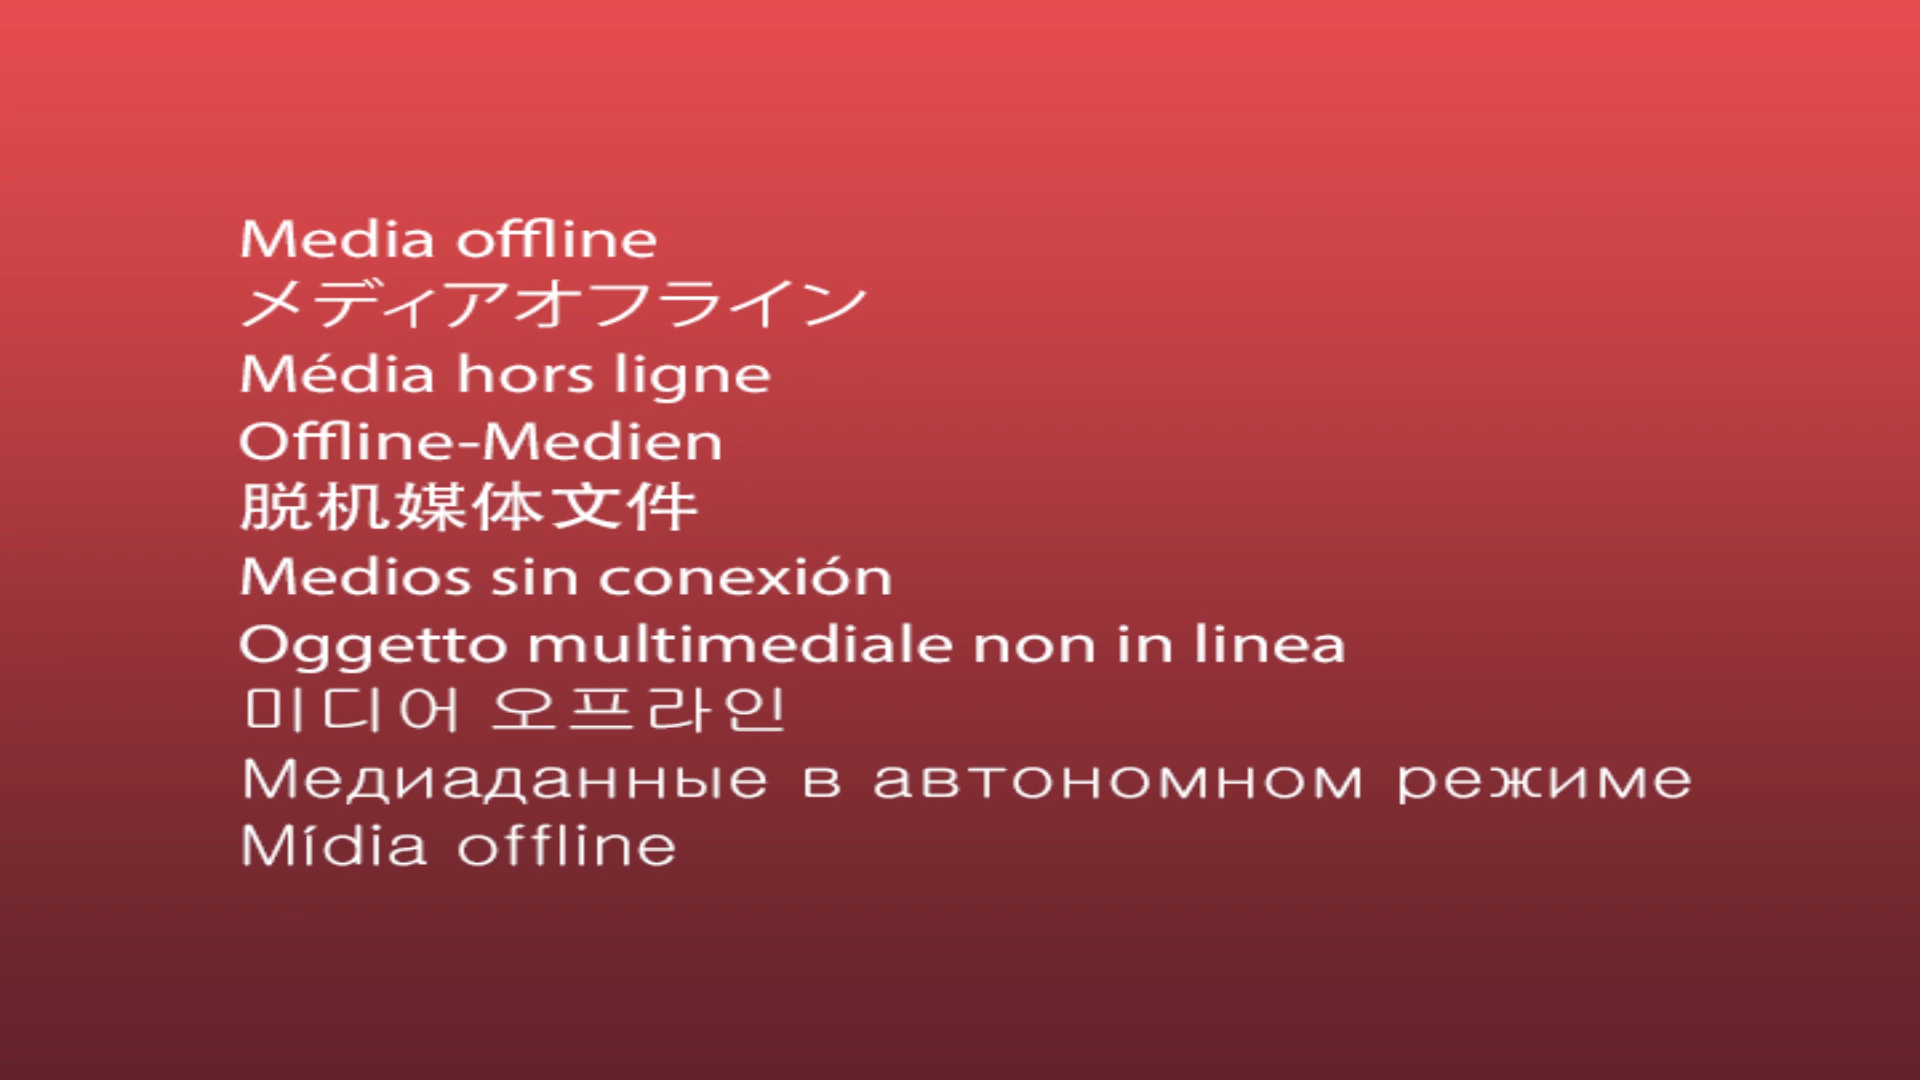 Media offline
メディアオフライン
Média hors ligne
Offline-Medien
脱机媒体文件
Medios sin conexión
Oggetto multimediale non in linea
미디어 오프라인
Медиаданные в автономном режиме
Mídia offline